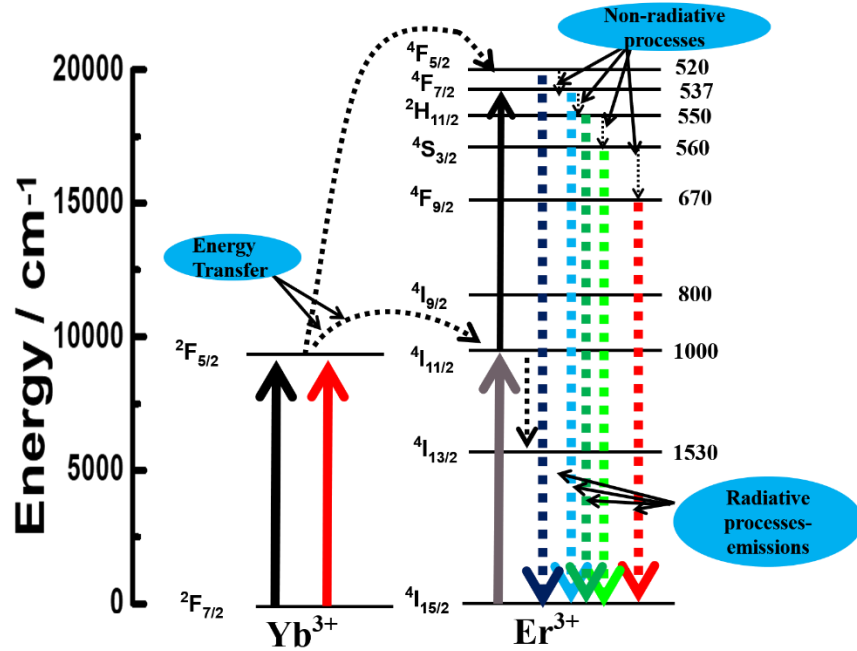 Non-radiative
processes
⁴F₅/₂ 520
20000
⁴F₇/₂ 537
²H₁₁/₂ 550
⁴S₃/₂ 560
15000
⁴F₉/₂ 670
Energy
Transfer
⁴I₉/₂ 800
10000
²F₅/₂
⁴I₁₁/₂ 1000
⁴I₁₃/₂ 1530
5000
Radiative
processes-
emissions
0
²F₇/₂
⁴I₁₅/₂
Yb³⁺
Er³⁺
Energy / cm⁻¹